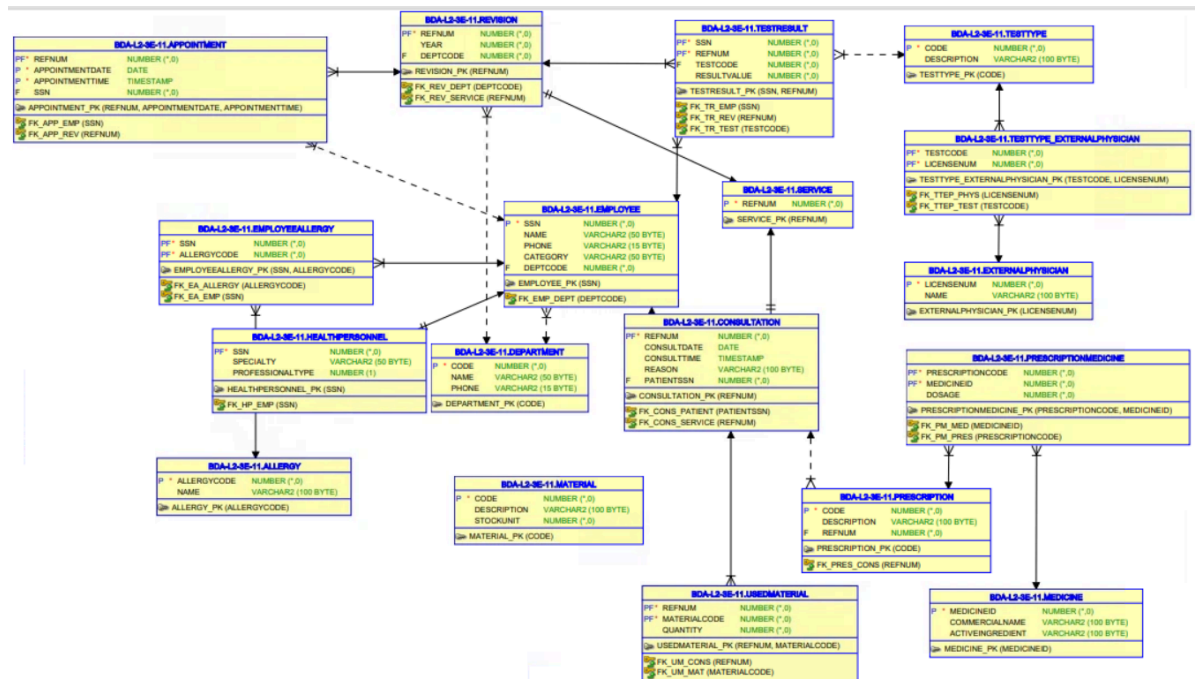 BDA-L2-3E-11.APPOINTMENT
PF* REFNUM NUMBER (*,0)
P * APPOINTMENTDATE DATE
P * APPOINTMENTTIME TIMESTAMP
F SSN NUMBER (*,0)
APPOINTMENT_PK (REFNUM, APPOINTMENTDATE, APPOINTMENTTIME)
FK_APP_EMP (SSN)
FK_APP_REV (REFNUM)
BDA-L2-3E-11.REVISION
PF* REFNUM NUMBER (*,0)
YEAR NUMBER (*,0)
F DEPTCODE NUMBER (*,0)
REVISION_PK (REFNUM)
FK_REV_DEPT (DEPTCODE)
FK_REV_SERVICE (REFNUM)
BDA-L2-3E-11.TESTRESULT
PF* SSN NUMBER (*,0)
PF* REFNUM NUMBER (*,0)
F TESTCODE NUMBER (*,0)
RESULTVALUE NUMBER (*,0)
TESTRESULT_PK (SSN, REFNUM)
FK_TR_EMP (SSN)
FK_TR_REV (REFNUM)
FK_TR_TEST (TESTCODE)
BDA-L2-3E-11.TESTTYPE
P * CODE NUMBER (*,0)
DESCRIPTION VARCHAR2 (100 BYTE)
TESTTYPE_PK (CODE)
BDA-L2-3E-11.TESTTYPE_EXTERNALPHYSICIAN
PF* TESTCODE NUMBER (*,0)
PF* LICENSENUM NUMBER (*,0)
TESTTYPE_EXTERNALPHYSICIAN_PK (TESTCODE, LICENSENUM)
FK_TTEP_PHYS (LICENSENUM)
FK_TTEP_TEST (TESTCODE)
BDA-L2-3E-11.SERVICE
P * REFNUM NUMBER (*,0)
SERVICE_PK (REFNUM)
BDA-L2-3E-11.EMPLOYEE
P * SSN NUMBER (*,0)
NAME VARCHAR2 (50 BYTE)
PHONE VARCHAR2 (15 BYTE)
CATEGORY VARCHAR2 (50 BYTE)
F DEPTCODE NUMBER (*,0)
EMPLOYEE_PK (SSN)
FK_EMP_DEPT (DEPTCODE)
BDA-L2-3E-11.EMPLOYEEALLERGY
PF* SSN NUMBER (*,0)
PF* ALLERGYCODE NUMBER (*,0)
EMPLOYEEALLERGY_PK (SSN, ALLERGYCODE)
FK_EA_ALLERGY (ALLERGYCODE)
FK_EA_EMP (SSN)
BDA-L2-3E-11.EXTERNALPHYSICIAN
P * LICENSENUM NUMBER (*,0)
NAME VARCHAR2 (100 BYTE)
EXTERNALPHYSICIAN_PK (LICENSENUM)
BDA-L2-3E-11.HEALTHPERSONNEL
PF* SSN NUMBER (*,0)
SPECIALTY VARCHAR2 (50 BYTE)
PROFESSIONALTYPE NUMBER (1)
HEALTHPERSONNEL_PK (SSN)
FK_HP_EMP (SSN)
BDA-L2-3E-11.DEPARTMENT
P * CODE NUMBER (*,0)
NAME VARCHAR2 (50 BYTE)
PHONE VARCHAR2 (15 BYTE)
DEPARTMENT_PK (CODE)
BDA-L2-3E-11.CONSULTATION
PF* REFNUM NUMBER (*,0)
CONSULTDATE DATE
CONSULTTIME TIMESTAMP
REASON VARCHAR2 (100 BYTE)
F PATIENTSSN NUMBER (*,0)
CONSULTATION_PK (REFNUM)
FK_CONS_PATIENT (PATIENTSSN)
FK_CONS_SERVICE (REFNUM)
BDA-L2-3E-11.PRESCRIPTIONMEDICINE
PF* PRESCRIPTIONCODE NUMBER (*,0)
PF* MEDICINEID NUMBER (*,0)
DOSAGE NUMBER (*,0)
PRESCRIPTIONMEDICINE_PK (PRESCRIPTIONCODE, MEDICINEID)
FK_PM_MED (MEDICINEID)
FK_PM_PRES (PRESCRIPTIONCODE)
BDA-L2-3E-11.ALLERGY
P * ALLERGYCODE NUMBER (*,0)
NAME VARCHAR2 (100 BYTE)
ALLERGY_PK (ALLERGYCODE)
BDA-L2-3E-11.MATERIAL
P * CODE NUMBER (*,0)
DESCRIPTION VARCHAR2 (100 BYTE)
STOCKUNIT NUMBER (*,0)
MATERIAL_PK (CODE)
BDA-L2-3E-11.PRESCRIPTION
P * CODE NUMBER (*,0)
DESCRIPTION VARCHAR2 (100 BYTE)
F REFNUM NUMBER (*,0)
PRESCRIPTION_PK (CODE)
FK_PRES_CONS (REFNUM)
BDA-L2-3E-11.USEDMATERIAL
PF* REFNUM NUMBER (*,0)
PF* MATERIALCODE NUMBER (*,0)
QUANTITY NUMBER (*,0)
USEDMATERIAL_PK (REFNUM, MATERIALCODE)
FK_UM_CONS (REFNUM)
FK_UM_MAT (MATERIALCODE)
BDA-L2-3E-11.MEDICINE
P * MEDICINEID NUMBER (*,0)
COMMERCIALNAME VARCHAR2 (100 BYTE)
ACTIVEINGREDIENT VARCHAR2 (100 BYTE)
MEDICINE_PK (MEDICINEID)